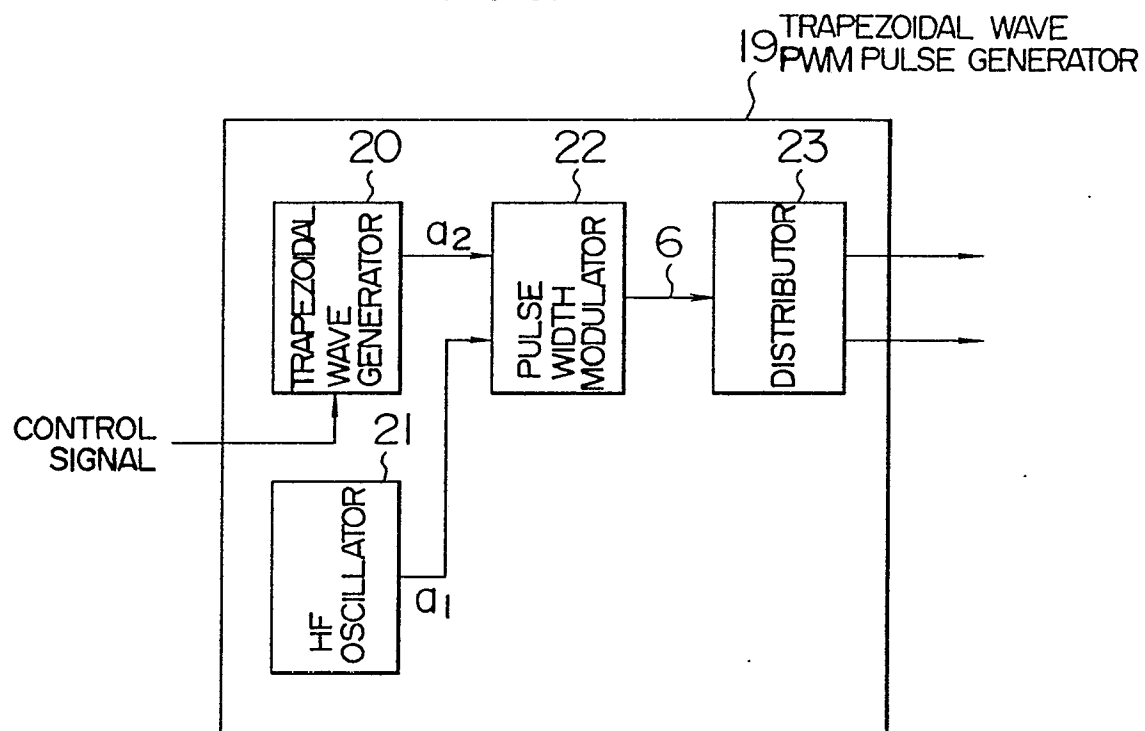 TRAPEZOIDAL WAVE
19 PWM PULSE GENERATOR
20
22
23
TRAPEZOIDAL
WAVE
GENERATOR
a2
PULSE
WIDTH
MODULATOR
6
DISTRIBUTOR
CONTROL
SIGNAL
21
HF
OSCILLATOR
a1